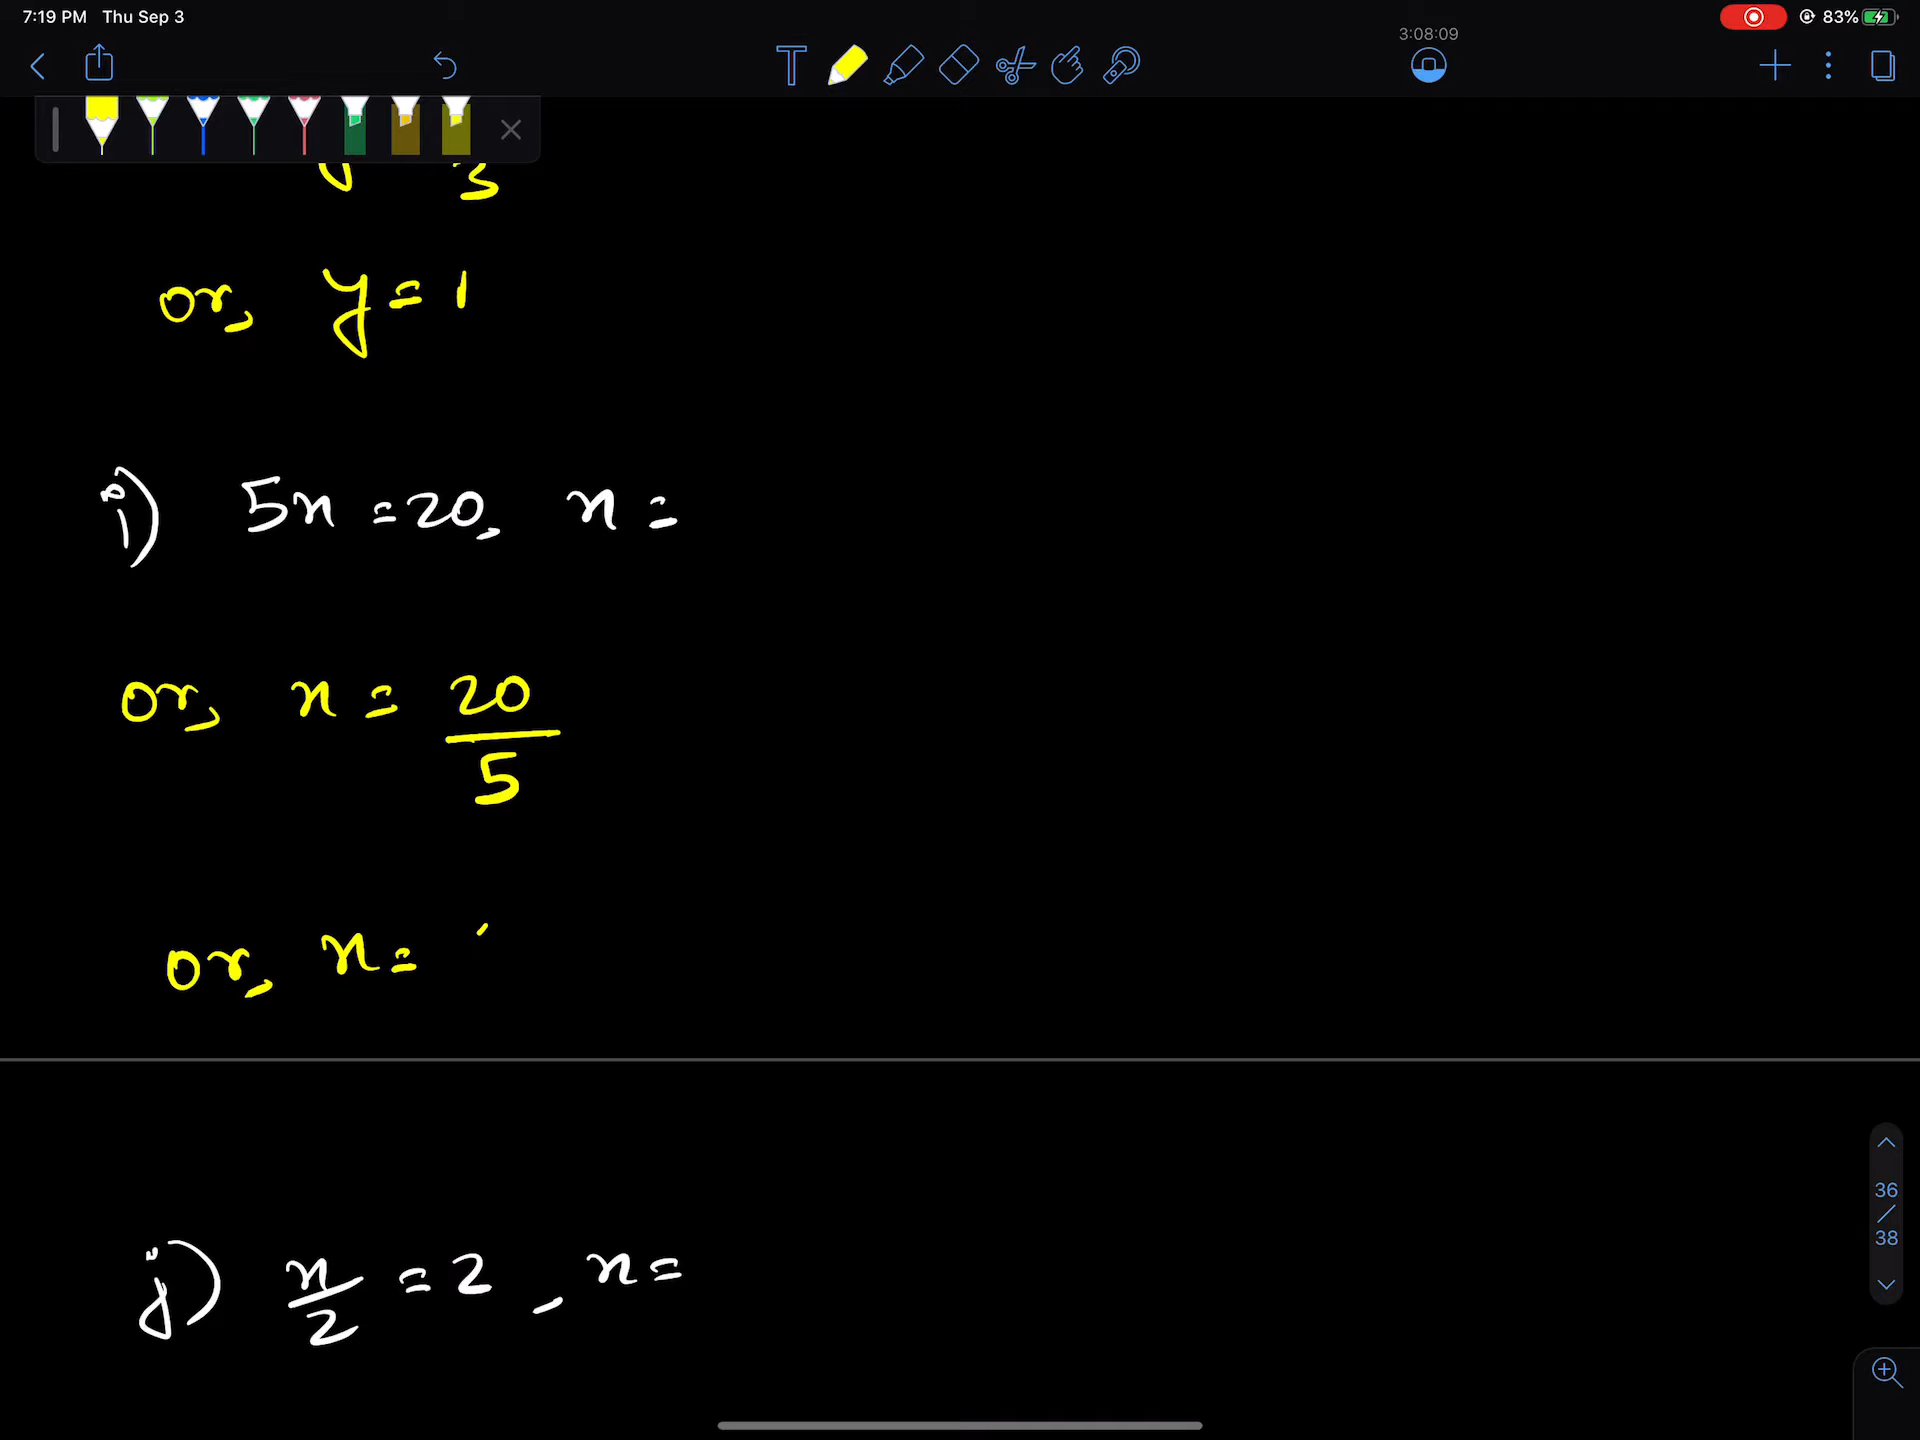 7:19 PM Thu Sep 3
83%
3:08:09
T
y 3
or, y = 1
i) 5x = 20, x =
or, x = 20/5
or, x =
36
/
38
j) x/2 = 2, x =